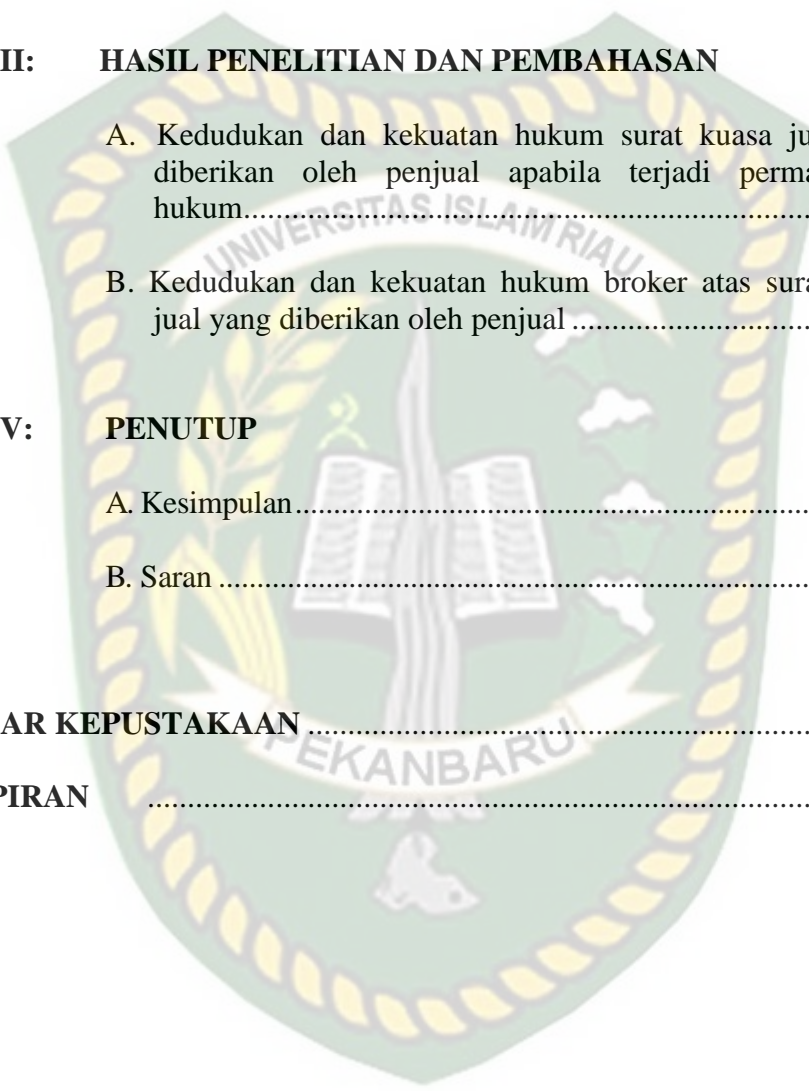 II: HASIL PENELITIAN DAN PEMBAHASAN
A. Kedudukan dan kekuatan hukum surat kuasa ju
diberikan oleh penjual apabila terjadi perma
hukum
UNIVERSITAS ISLAM RIAU
B. Kedudukan dan kekuatan hukum broker atas sura
jual yang diberikan oleh penjual
V: PENUTUP
A. Kesimpulan
B. Saran
AR KEPUSTAKAAN
PEKANBARU
PIRAN